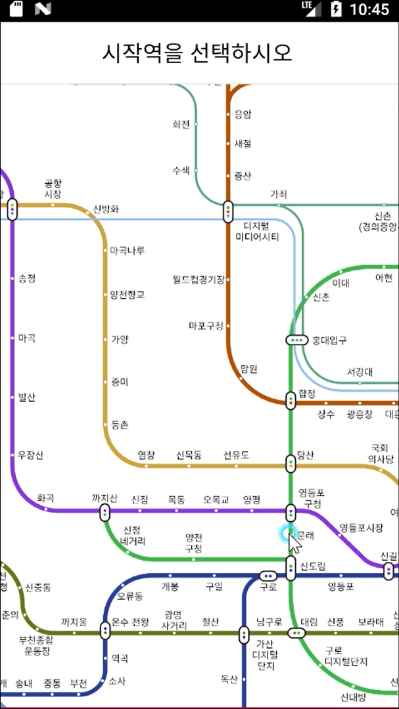 LTE 10:45
시작역을 선택하시오
응암
화전
새절
수색
증산
공항
시장
신방화
가좌
디지털
미디어시티
신촌
(경의중앙
마곡나루
송정
월드컵경기장
이대
아현
양천향교
신촌
마포구청
마곡
가양
홍대입구
망원
서강대
증미
발산
합정
상수
광흥창
등촌
국회
의사당
우장산
염창
신목동
선유도
당산
화곡
까치산
신정
목동
오목교
양평
영등포
구청
영등포시장
신정
네거리
양천
구청
문래
신길
신도림
오류동
개봉
구일
구로
영등포
신중동
까치울
온수
천왕
광명
사거리
철산
남구로
대림
신풍
보라매
부천종합
운동장
가산
디지털
단지
구로
디지털단지
역곡
소사
독산
송내
중동
부천
신대방